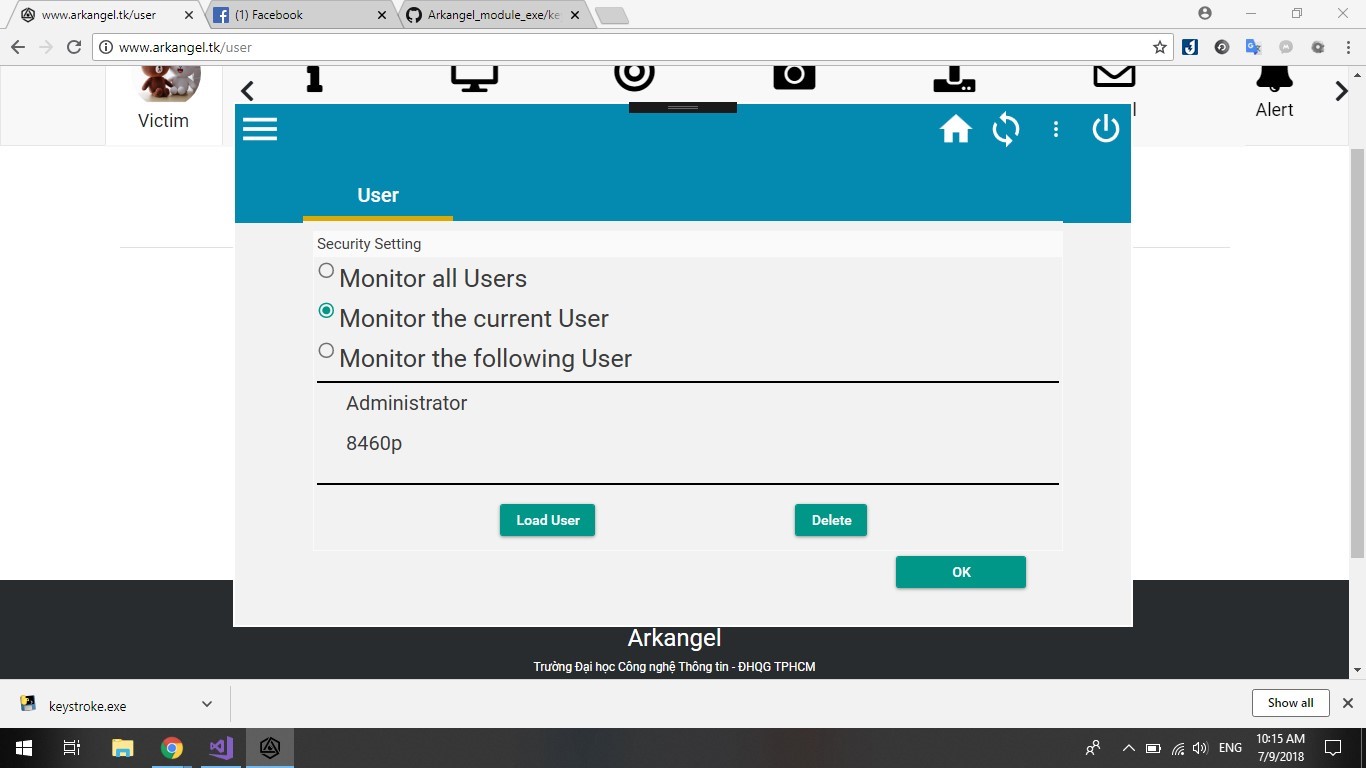 www.arkangel.tk/user
(1) Facebook
Arkangel_module_exe/ke
www.arkangel.tk/user
Victim
Alert
User
Security Setting
Monitor all Users
Monitor the current User
Monitor the following User
Administrator
8460p
Load User
Delete
OK
Arkangel
Trường Đại học Công nghệ Thông tin - ĐHQG TPHCM
keystroke.exe
Show all
ENG
10:15 AM
7/9/2018